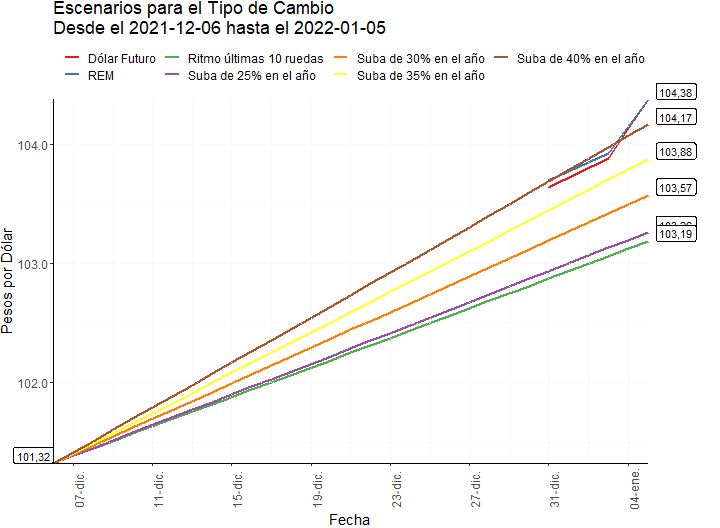 Escenarios para el Tipo de Cambio
Desde el 2021-12-06 hasta el 2022-01-05
Dólar Futuro
REM
Ritmo últimas 10 ruedas
Suba de 25% en el año
Suba de 30% en el año
Suba de 35% en el año
Suba de 40% en el año
Pesos por Dólar
104.0
103.0
102.0
101,32
104,38
104,17
103,88
103,57
103,19
07-dic.
11-dic.
15-dic.
19-dic.
23-dic.
27-dic.
31-dic.
04-ene.
Fecha